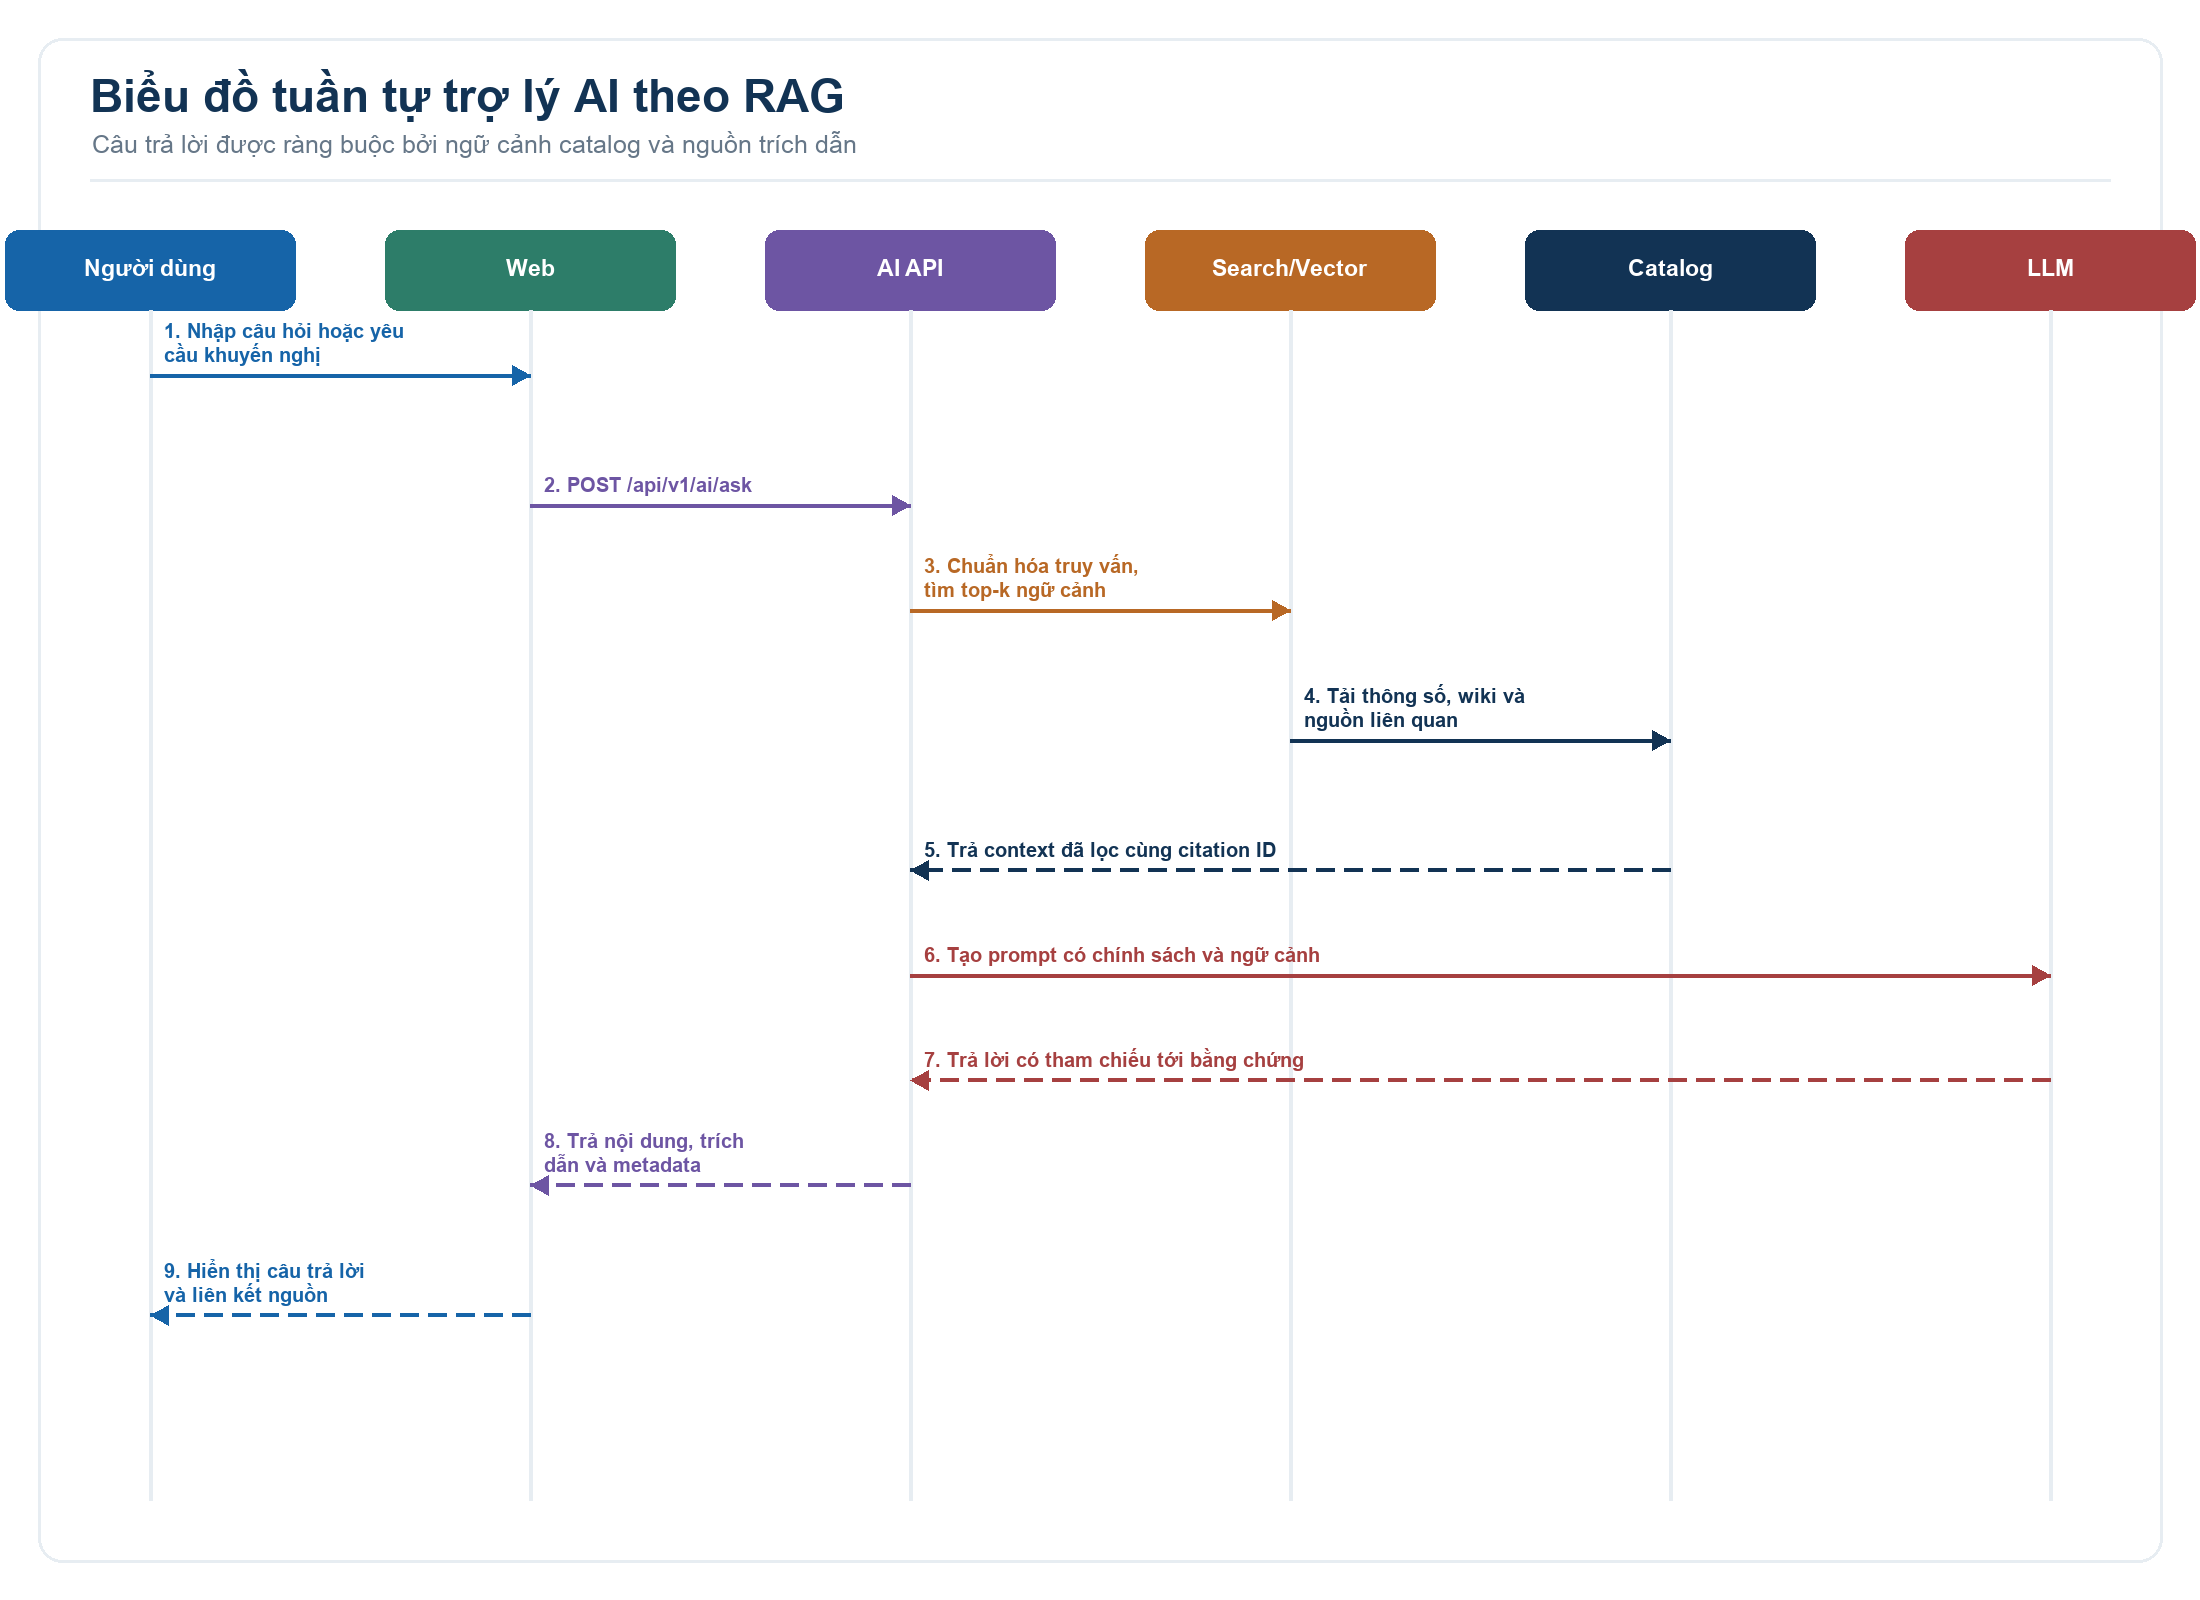 Biểu đồ tuần tự trợ lý AI theo RAG
Câu trả lời được ràng buộc bởi ngữ cảnh catalog và nguồn trích dẫn
Người dùng
Web
AI API
Search/Vector
Catalog
LLM
1. Nhập câu hỏi hoặc yêu
cầu khuyến nghị
2. POST /api/v1/ai/ask
3. Chuẩn hóa truy vấn,
tìm top-k ngữ cảnh
4. Tải thông số, wiki và
nguồn liên quan
5. Trả context đã lọc cùng citation ID
6. Tạo prompt có chính sách và ngữ cảnh
7. Trả lời có tham chiếu tới bằng chứng
8. Trả nội dung, trích
dẫn và metadata
9. Hiển thị câu trả lời
và liên kết nguồn